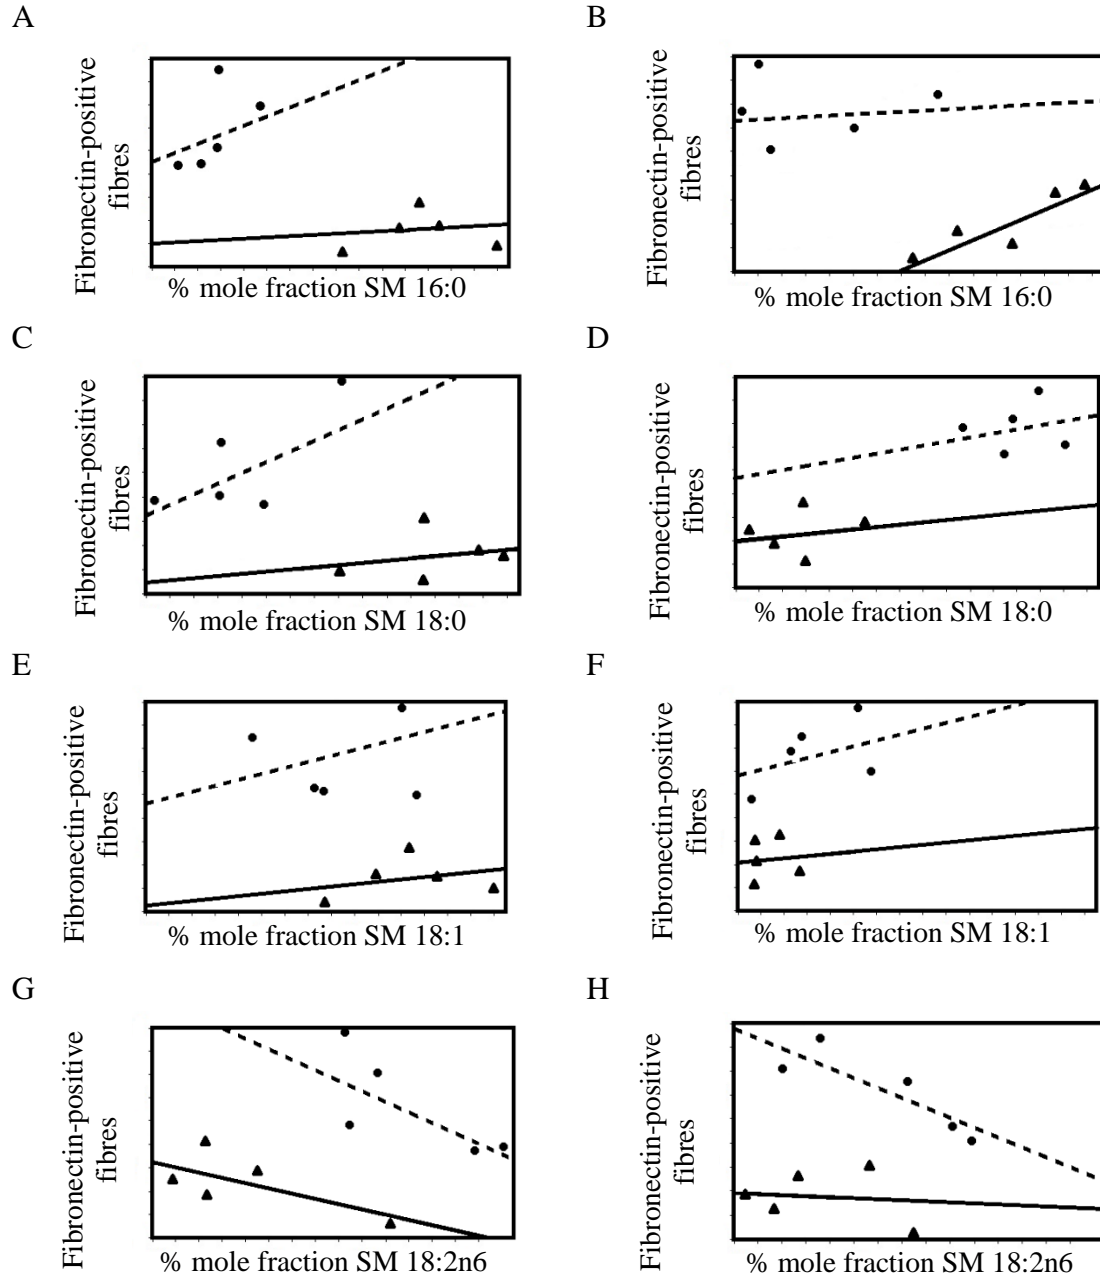 A
Fibronectin-positive
fibres
% mole fraction SM 16:0
B
Fibronectin-positive
fibres
% mole fraction SM 16:0
C
Fibronectin-positive
fibres
% mole fraction SM 18:0
D
Fibronectin-positive
fibres
% mole fraction SM 18:0
E
Fibronectin-positive
fibres
% mole fraction SM 18:1
F
Fibronectin-positive
fibres
% mole fraction SM 18:1
G
Fibronectin-positive
fibres
% mole fraction SM 18:2n6
H
Fibronectin-positive
fibres
% mole fraction SM 18:2n6